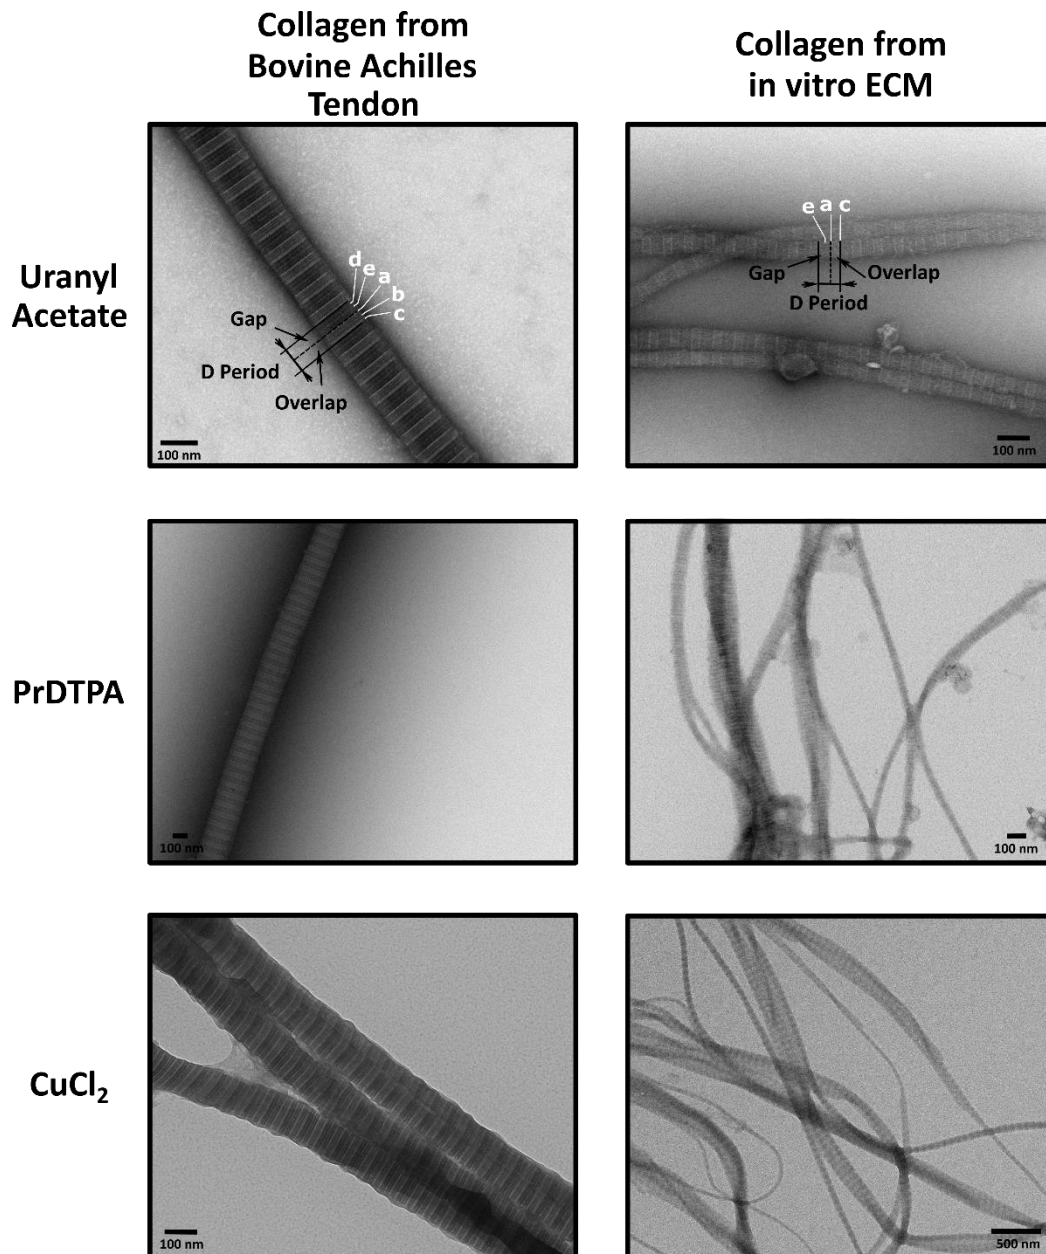 Collagen from
Bovine Achilles
Tendon
Collagen from
in vitro ECM
Uranyl
Acetate
d
e
a
b
c
Gap
D Period
Overlap
100 nm
e a c
Gap
Overlap
D Period
100 nm
PrDTPA
100 nm
100 nm
CuCl₂
100 nm
500 nm